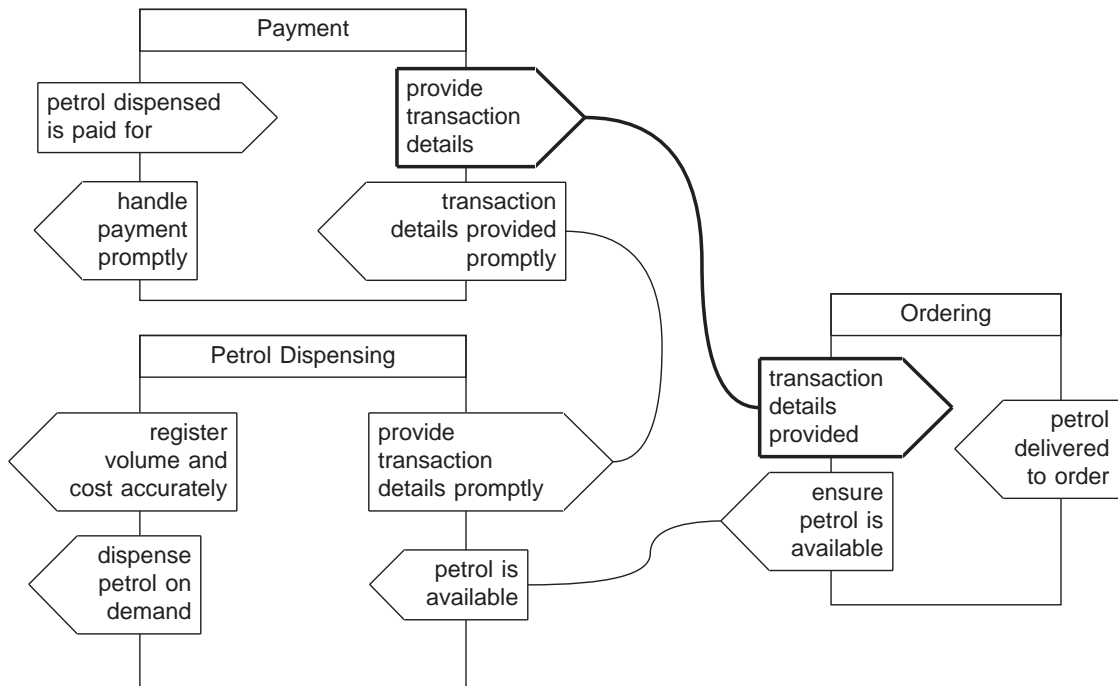 Payment
petrol dispensed
is paid for
provide
transaction
details
handle
payment
promptly
transaction
details provided
promptly
Ordering
Petrol Dispensing
transaction
details
provided
petrol
delivered
to order
register
volume and
cost accurately
provide
transaction
details promptly
ensure
petrol is
available
dispense
petrol on
demand
petrol is
available